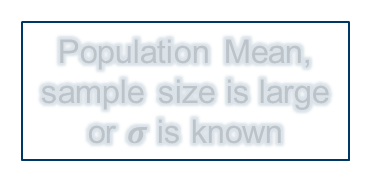 Population Mean,
sample size is large
or σ is known